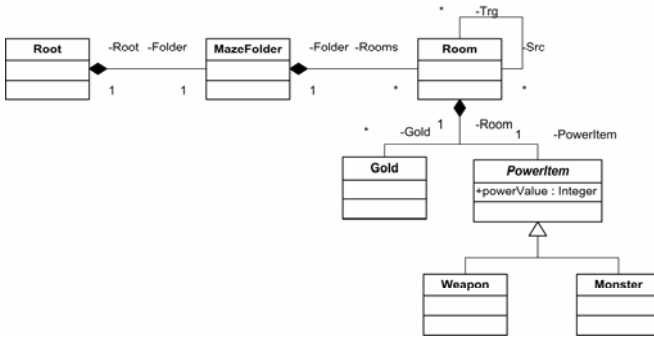 * -Trg
Root -Root -Folder MazeFolder -Folder -Rooms Room -Src
1 1 1 * *
* -Gold 1 -Room 1 -PowerItem
Gold PowerItem
+powerValue : Integer
Weapon Monster